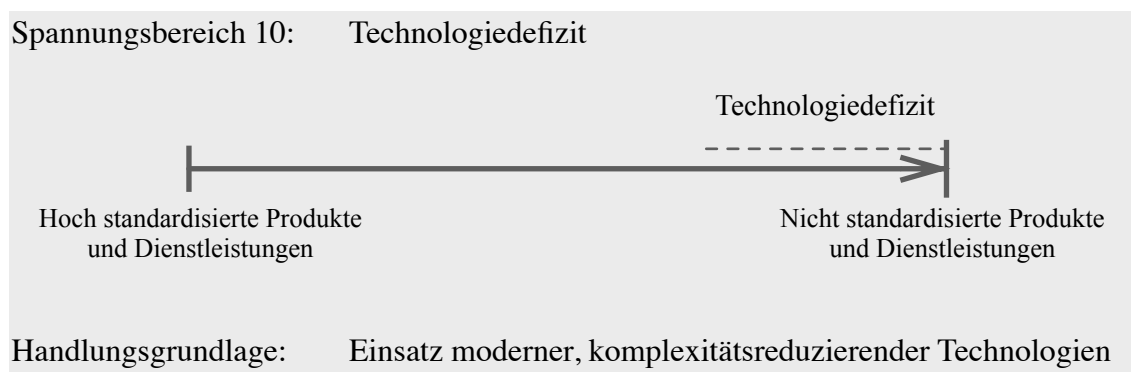 Spannungsbereich 10: Technologiedefizit
Technologiedefizit
Hoch standardisierte Produkte
und Dienstleistungen
Nicht standardisierte Produkte
und Dienstleistungen
Handlungsgrundlage: Einsatz moderner, komplexitätsreduzierender Technologien